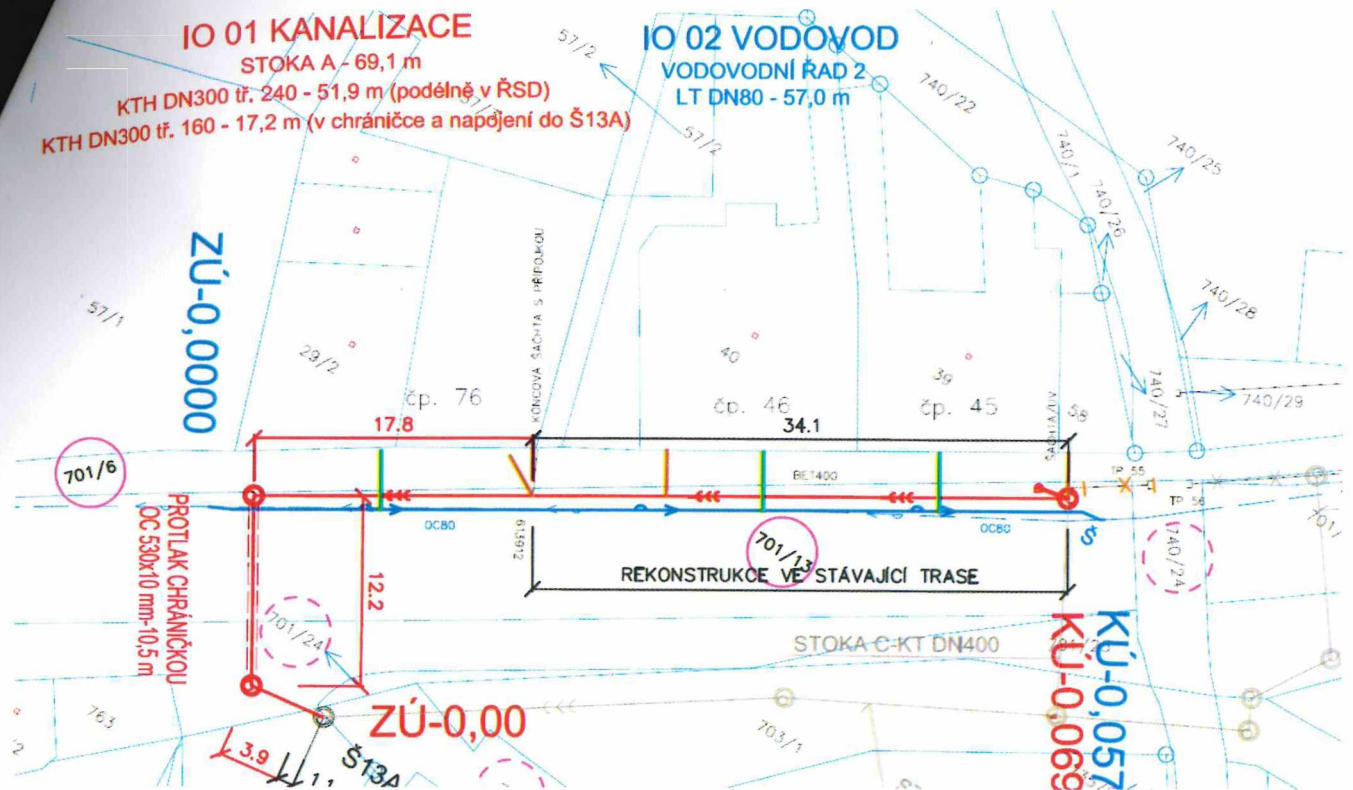 IO 01 KANALIZACE
STOKA A - 69,1 m
KTH DN300 tř. 240 - 51,9 m (podélně v ŘSD)
KTH DN300 tř. 160 - 17,2 m (v chráničce a napojení do Š13A)
IO 02 VODOVOD
VODOVODNÍ ŘAD 2
LT DN80 - 57,0 m
57/2
57/2
740/22
740/1
740/25
740/26
740/28
740/27
740/29
57/1
29/2
ZÚ-0,0000
KONCOVÁ ŠACHTA S PŘÍPOJKOU
40
39
58
čp. 76
čp. 46
čp. 45
17.8
34.1
701/6
BET400
TP 55
TP 56
OC80
OC80
Š
613912
701/13
740/24
REKONSTRUKCE VE STÁVAJÍCÍ TRASE
PROTLAK CHRÁNIČKOU
OC 530x10 mm-10,5 m
12.2
701/24
STOKA C-KT DN400
KÚ-0,0069
KÚ-0,057
ZÚ-0,00
763
703/1
3.9
1.1
Š13A